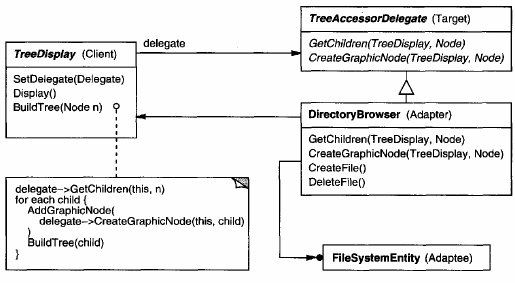 TreeDisplay (Client)
SetDelegate(Delegate)
Display()
BuildTree(Node n)
delegate
TreeAccessorDelegate (Target)
GetChildren(TreeDisplay, Node)
CreateGraphicNode(TreeDisplay, Node)
DirectoryBrowser (Adapter)
GetChildren(TreeDisplay, Node)
CreateGraphicNode(TreeDisplay, Node)
CreateFile()
DeleteFile()
delegate->GetChildren(this, n)
for each child {
AddGraphicNode(
delegate->CreateGraphicNode(this, child)
)
BuildTree(child)
}
FileSystemEntity (Adaptee)